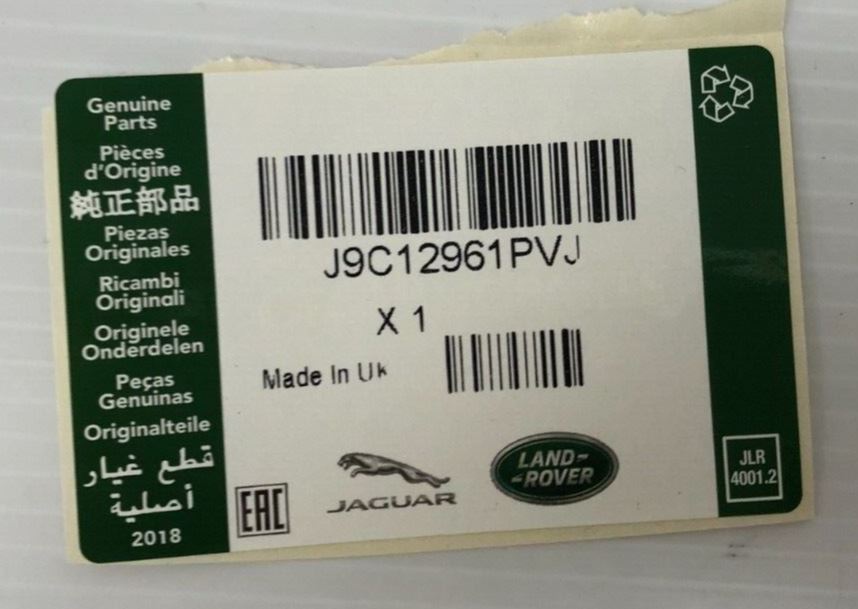 Genuine
Parts
Pièces
d'Origine
純正部品
Piezas
Originales
Ricambi
Originali
Originele
Onderdelen
Peças
Genuinas
Originalteile
قطع غيار
أصلية
2018
J9C12961PVJ
X 1
Made In Uk
EAC
JAGUAR
LAND-
-ROVER
JLR
4001.2